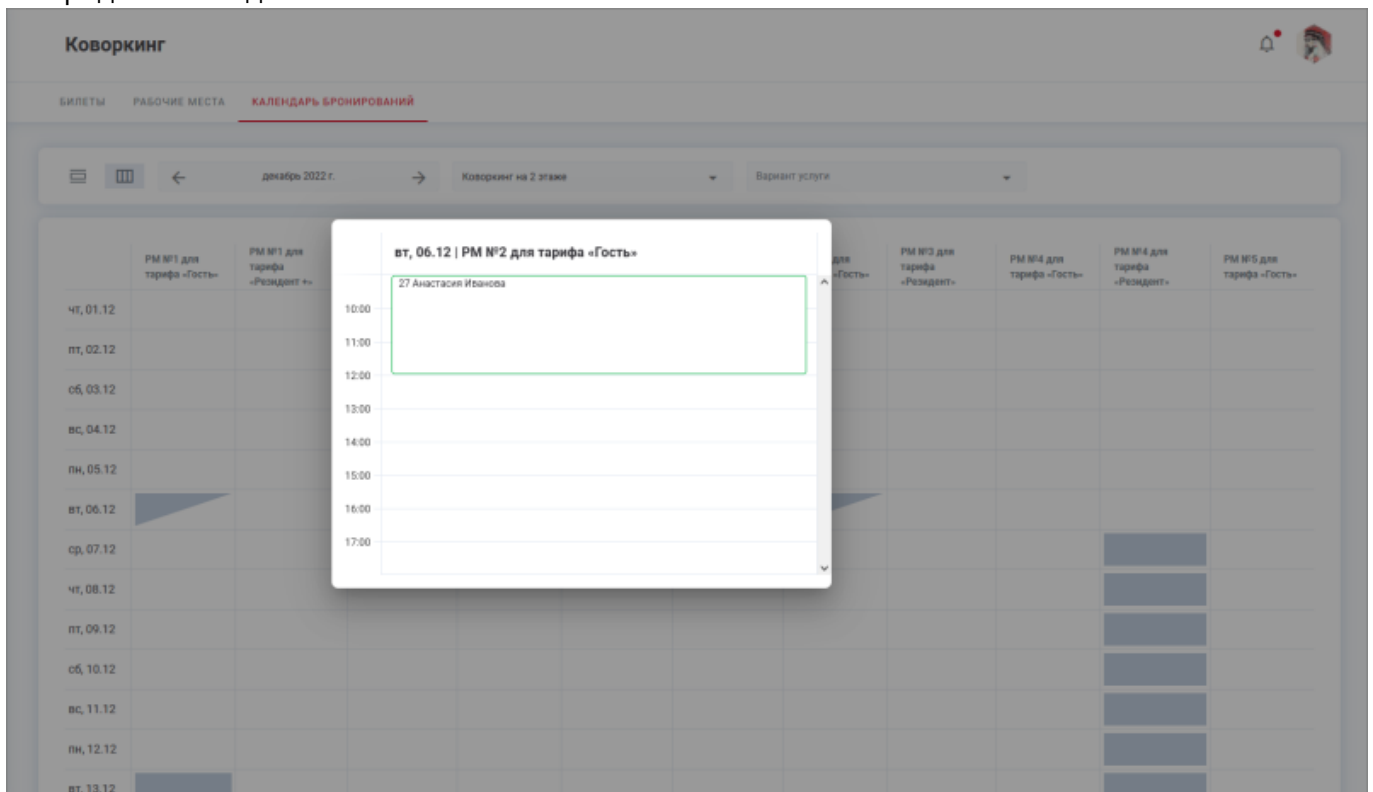 Коворкинг
БИЛЕТЫ РАБОЧИЕ МЕСТА КАЛЕНДАРЬ БРОНИРОВАНИЙ
декабрь 2022 г. Коворкинг на 2 этаже Вариант услуги
РМ №1 для тарифа «Гость»
РМ №1 для тарифа «Резидент +»
вт, 06.12 | РМ №2 для тарифа «Гость»
для «Гость»
РМ №3 для тарифа «Резидент»
РМ №4 для тарифа «Гость»
РМ №4 для тарифа «Резидент»
РМ №5 для тарифа «Гость»
27 Анастасия Иванова
10:00
11:00
12:00
13:00
14:00
15:00
16:00
17:00
чт, 01.12
пт, 02.12
сб, 03.12
вс, 04.12
пн, 05.12
вт, 06.12
ср, 07.12
чт, 08.12
пт, 09.12
сб, 10.12
вс, 11.12
пн, 12.12
вт, 13.12